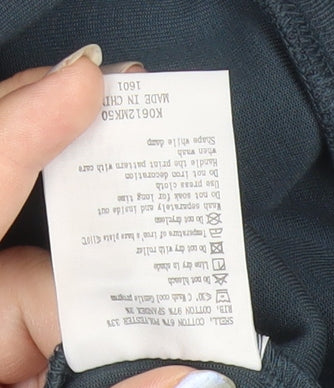 SHELL: COTTON 67% POLYESTER 33%
RIB: COTTON 97% SPANDEX 3%
≤30°C Wash cool Gentle program
Do not bleach
Line dry in shade
Do not dry with roller
Temperature of iron's base plate ≤110℃
Do not dryclean
Wash separately and inside out
Do not soak for long time
Use press cloth
Do not iron decoration
Handle the print pattern with care
when wash
Shape while damp
K0612MK50
MADE IN CHIN
1601